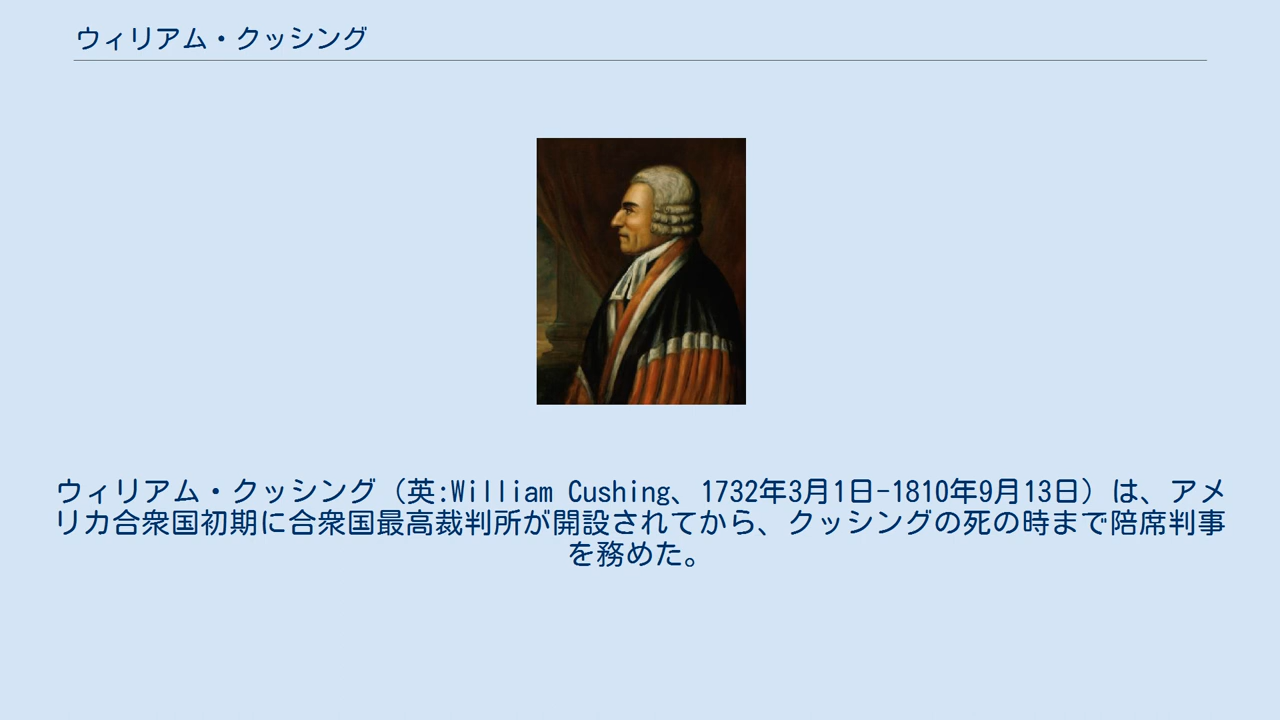 ウィリアム・クッシング
ウィリアム・クッシング（英:William Cushing、1732年3月1日-1810年9月13日）は、アメ
リカ合衆国初期に合衆国最高裁判所が開設されてから、クッシングの死の時まで陪席判事
を務めた。